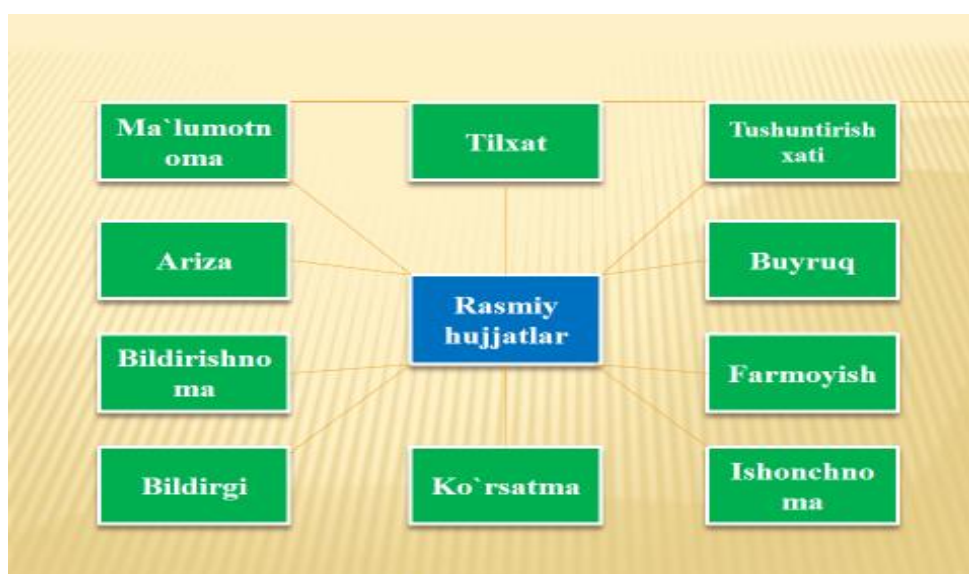 Ma`lumotn
oma
Tilxat
Tushuntirish
xati
Ariza
Buyruq
Rasmiy
hujjatlar
Bildirishno
ma
Farmoyish
Bildirgi
Ko`rsatma
Ishonchno
ma